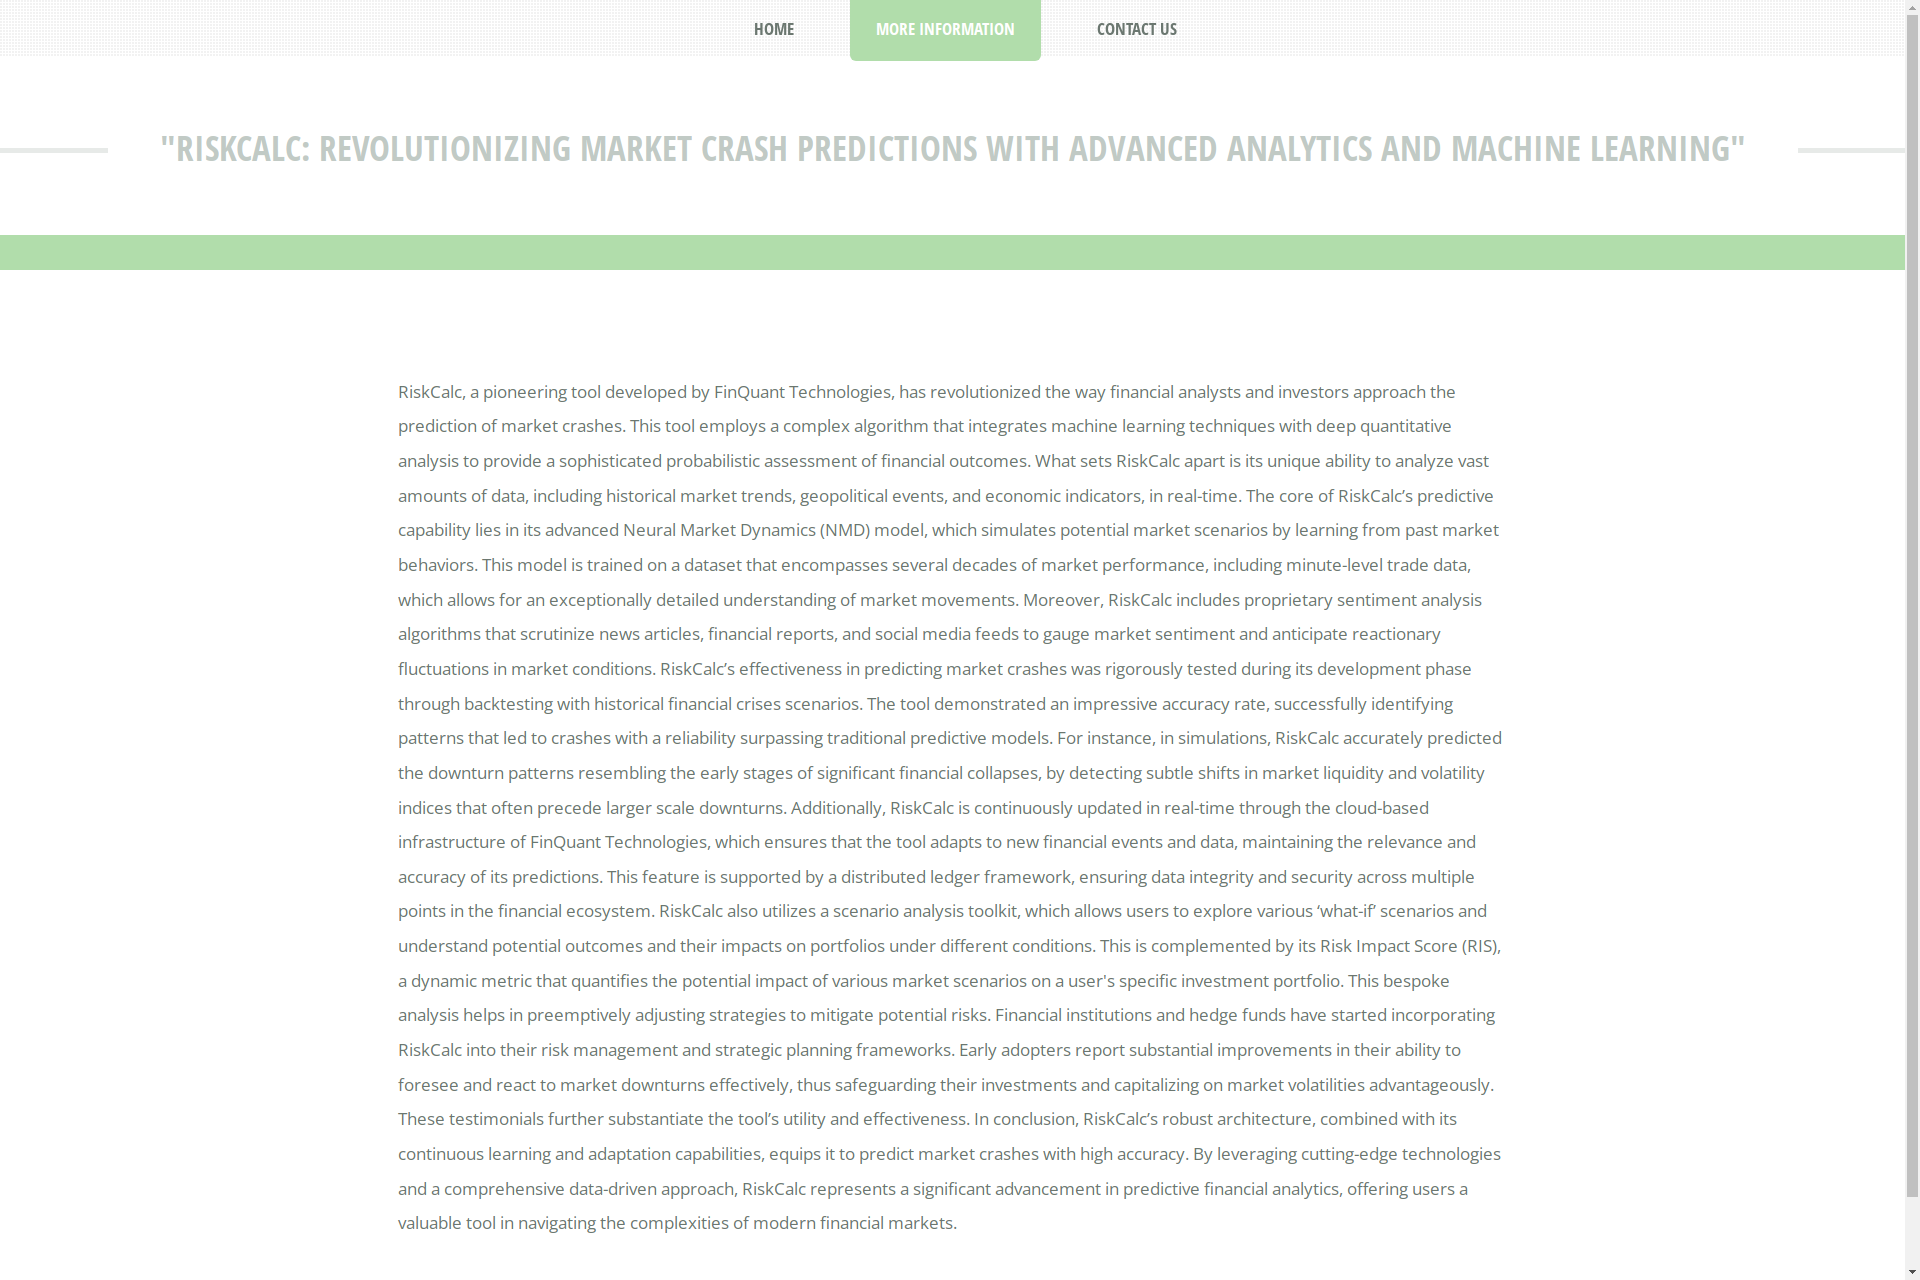 HOME
MORE INFORMATION
CONTACT US
"RISKCALC: REVOLUTIONIZING MARKET CRASH PREDICTIONS WITH ADVANCED ANALYTICS AND MACHINE LEARNING"
RiskCalc, a pioneering tool developed by FinQuant Technologies, has revolutionized the way financial analysts and investors approach the
prediction of market crashes. This tool employs a complex algorithm that integrates machine learning techniques with deep quantitative
analysis to provide a sophisticated probabilistic assessment of financial outcomes. What sets RiskCalc apart is its unique ability to analyze vast
amounts of data, including historical market trends, geopolitical events, and economic indicators, in real-time. The core of RiskCalc’s predictive
capability lies in its advanced Neural Market Dynamics (NMD) model, which simulates potential market scenarios by learning from past market
behaviors. This model is trained on a dataset that encompasses several decades of market performance, including minute-level trade data,
which allows for an exceptionally detailed understanding of market movements. Moreover, RiskCalc includes proprietary sentiment analysis
algorithms that scrutinize news articles, financial reports, and social media feeds to gauge market sentiment and anticipate reactionary
fluctuations in market conditions. RiskCalc’s effectiveness in predicting market crashes was rigorously tested during its development phase
through backtesting with historical financial crises scenarios. The tool demonstrated an impressive accuracy rate, successfully identifying
patterns that led to crashes with a reliability surpassing traditional predictive models. For instance, in simulations, RiskCalc accurately predicted
the downturn patterns resembling the early stages of significant financial collapses, by detecting subtle shifts in market liquidity and volatility
indices that often precede larger scale downturns. Additionally, RiskCalc is continuously updated in real-time through the cloud-based
infrastructure of FinQuant Technologies, which ensures that the tool adapts to new financial events and data, maintaining the relevance and
accuracy of its predictions. This feature is supported by a distributed ledger framework, ensuring data integrity and security across multiple
points in the financial ecosystem. RiskCalc also utilizes a scenario analysis toolkit, which allows users to explore various ‘what-if’ scenarios and
understand potential outcomes and their impacts on portfolios under different conditions. This is complemented by its Risk Impact Score (RIS),
a dynamic metric that quantifies the potential impact of various market scenarios on a user's specific investment portfolio. This bespoke
analysis helps in preemptively adjusting strategies to mitigate potential risks. Financial institutions and hedge funds have started incorporating
RiskCalc into their risk management and strategic planning frameworks. Early adopters report substantial improvements in their ability to
foresee and react to market downturns effectively, thus safeguarding their investments and capitalizing on market volatilities advantageously.
These testimonials further substantiate the tool’s utility and effectiveness. In conclusion, RiskCalc’s robust architecture, combined with its
continuous learning and adaptation capabilities, equips it to predict market crashes with high accuracy. By leveraging cutting-edge technologies
and a comprehensive data-driven approach, RiskCalc represents a significant advancement in predictive financial analytics, offering users a
valuable tool in navigating the complexities of modern financial markets.